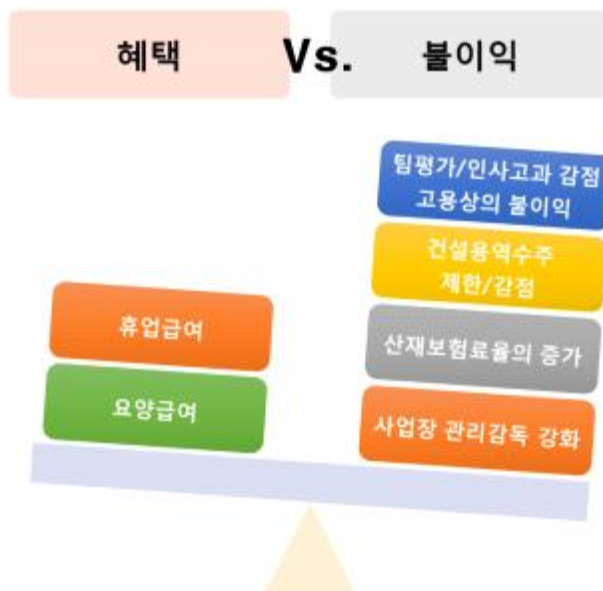 혜택 Vs. 불이익
팀평가/인사고과 감점
고용상의 불이익
건설용역수주
제한/감점
휴업급여
산재보험료율의 증가
요양급여
사업장 관리감독 강화